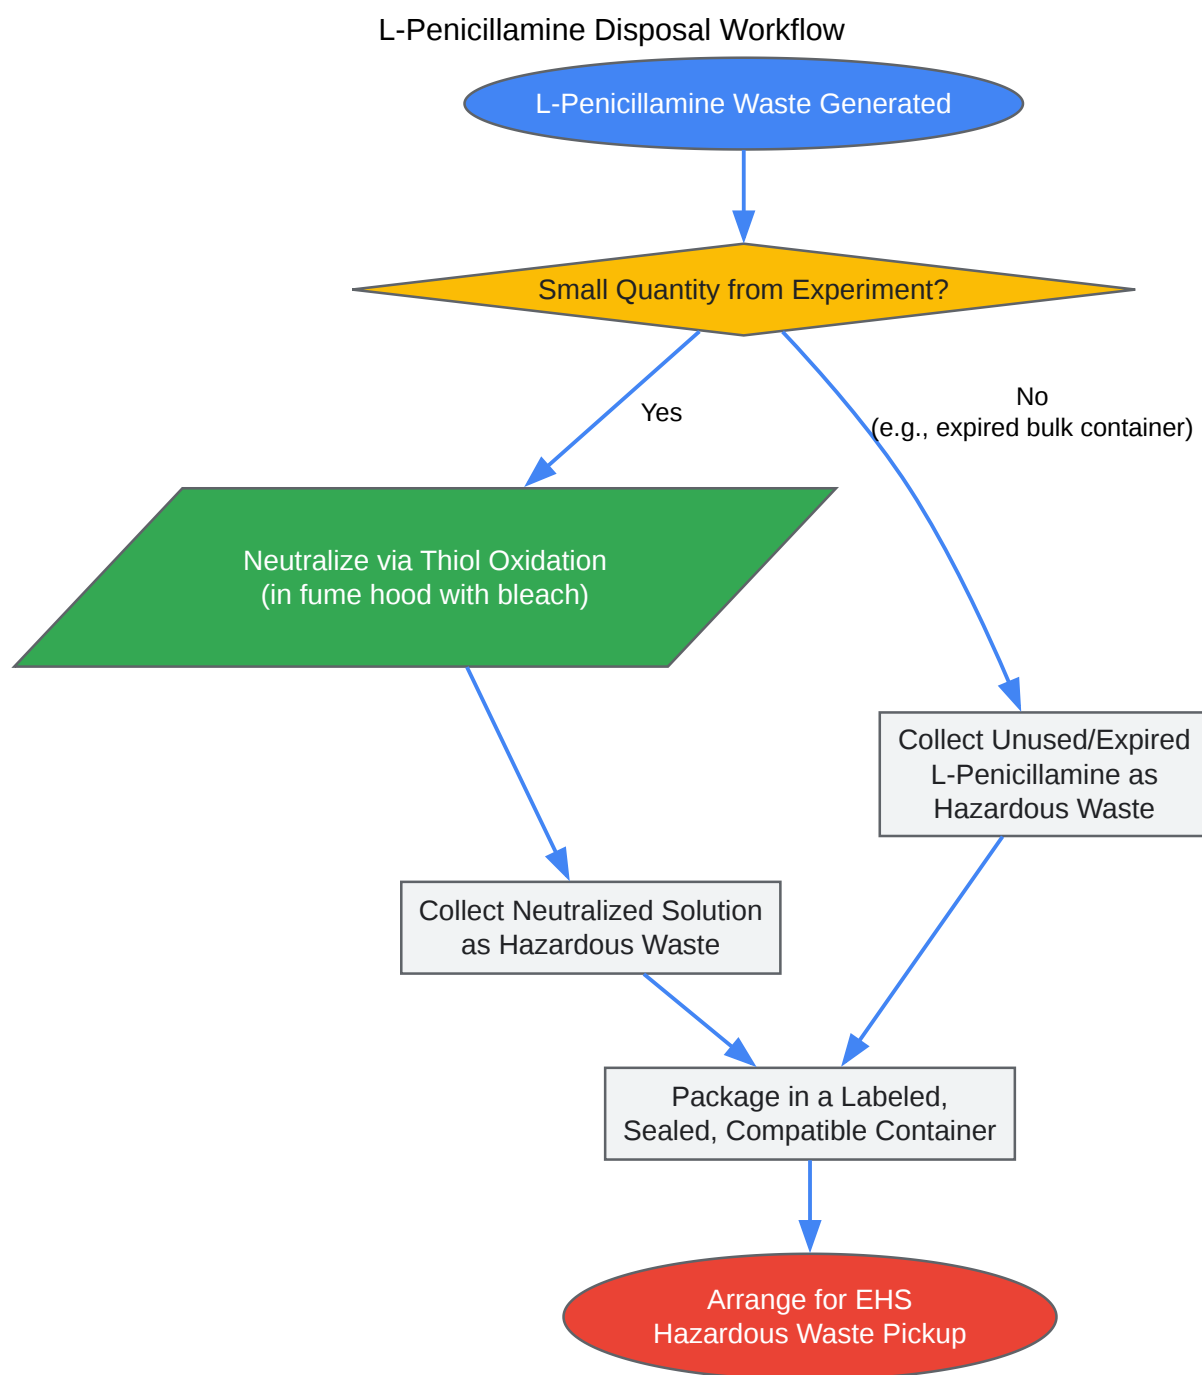 L-Penicillamine Disposal Workflow
L-Penicillamine Waste Generated
Small Quantity from Experiment?
Yes
No
(e.g., expired bulk container)
Neutralize via Thiol Oxidation
(in fume hood with bleach)
Collect Unused/Expired
L-Penicillamine as
Hazardous Waste
Collect Neutralized Solution
as Hazardous Waste
Package in a Labeled,
Sealed, Compatible Container
Arrange for EHS
Hazardous Waste Pickup